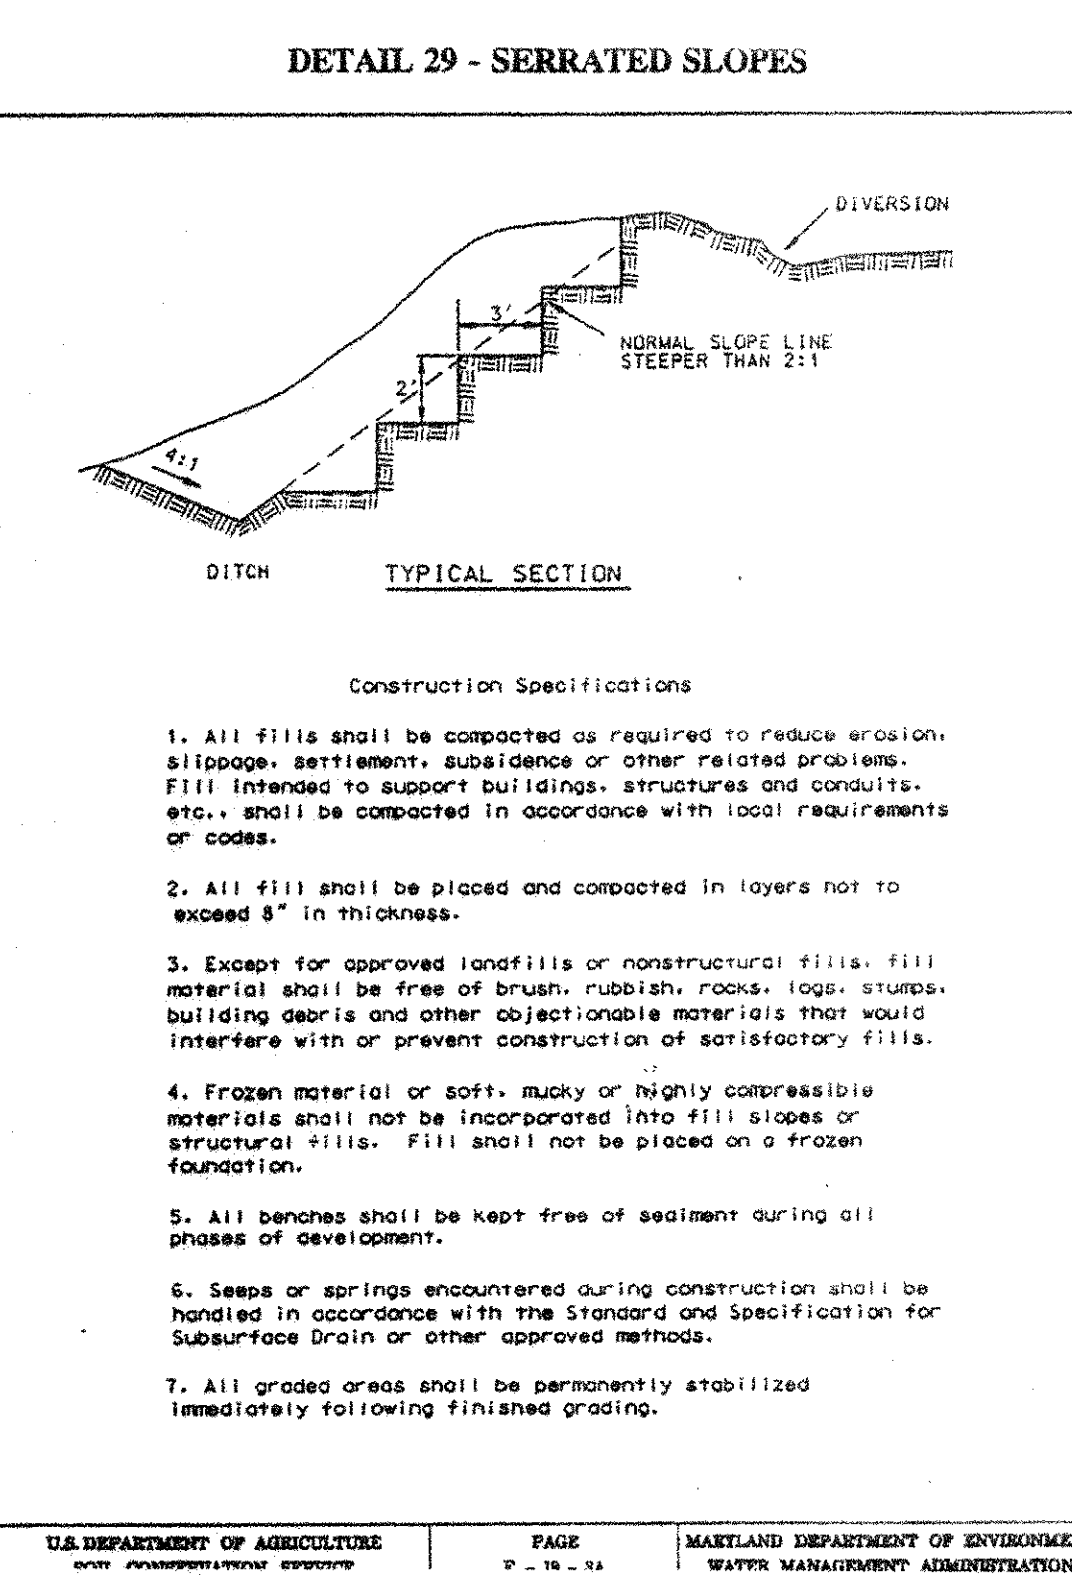 DETAIL 29 - SERRATED SLOPES
DIVERSION
3'
NORMAL SLOPE LINE
STEEPER THAN 2:1
2'
4:1
DITCH
TYPICAL SECTION
Construction Specifications
1. All fills shall be compacted as required to reduce erosion,
slippage, settlement, subsidence or other related problems.
Fill intended to support buildings, structures and conduits,
etc., shall be compacted in accordance with local requirements
or codes.
2. All fill shall be placed and compacted in layers not to
exceed 8" in thickness.
3. Except for approved landfills or nonstructural fills, fill
material shall be free of brush, rubbish, rocks, logs, stumps,
building debris and other objectionable materials that would
interfere with or prevent construction of satisfactory fills.
4. Frozen material or soft, mucky or highly compressible
materials shall not be incorporated into fill slopes or
structural fills. Fill shall not be placed on a frozen
foundation.
5. All benches shall be kept free of sediment during all
phases of development.
6. Seeps or springs encountered during construction shall be
handled in accordance with the Standard and Specification for
Subsurface Drain or other approved methods.
7. All graded areas shall be permanently stabilized
immediately following finished grading.
U.S. DEPARTMENT OF AGRICULTURE
SOIL CONSERVATION SERVICE
PAGE
MARYLAND DEPARTMENT OF ENVIRONME
WATER MANAGEMENT ADMINISTRATION